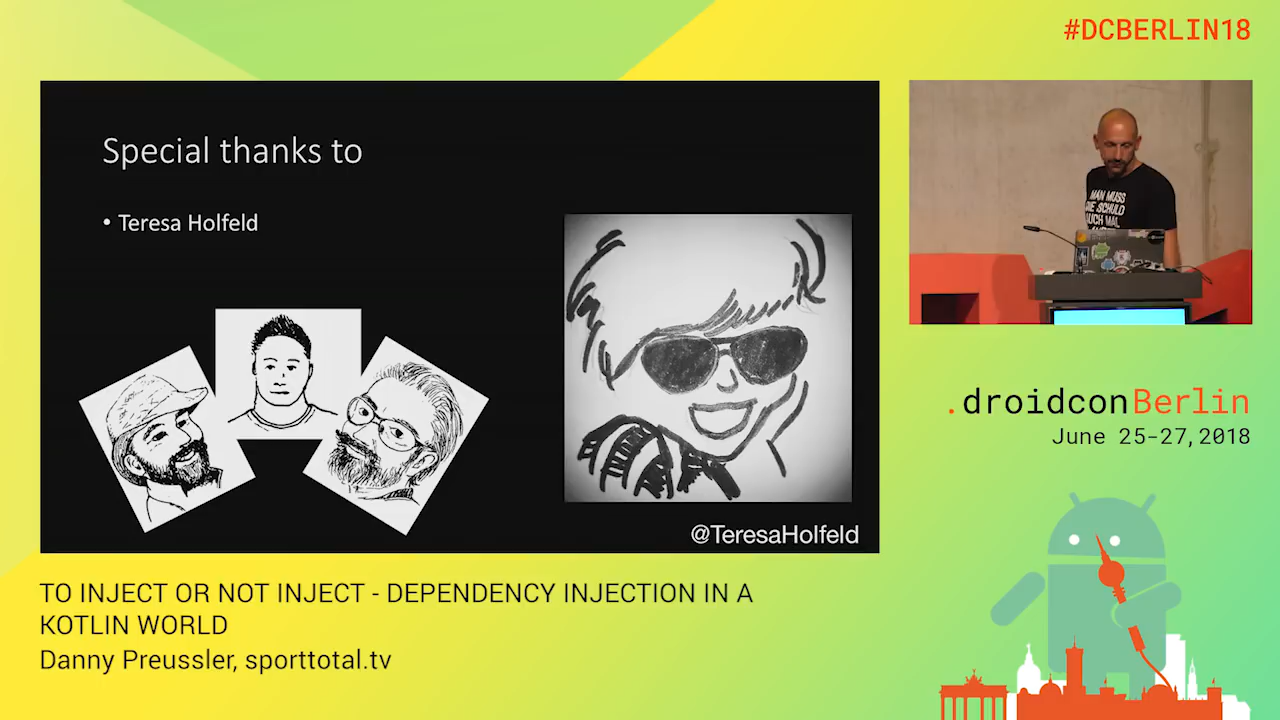 #DCBERLIN18
Special thanks to
• Teresa Holfeld
@TeresaHolfeld
MAN MUSS
DIE SCHULD
AUCH MAL
.droidconBerlin
June 25-27,2018
TO INJECT OR NOT INJECT - DEPENDENCY INJECTION IN A
KOTLIN WORLD
Danny Preussler, sporttotal.tv